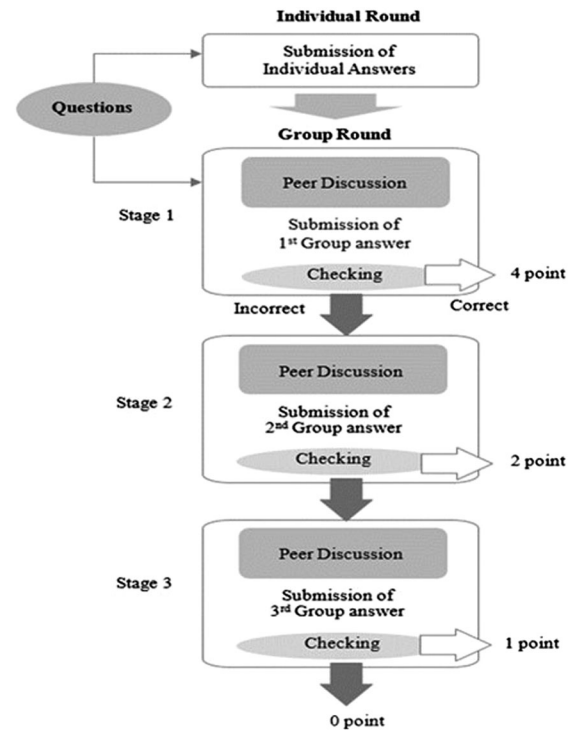 Individual Round
Submission of
Individual Answers
Questions
Group Round
Peer Discussion
Stage 1
Submission of
1st Group answer
Checking
4 point
Incorrect
Correct
Peer Discussion
Stage 2
Submission of
2nd Group answer
Checking
2 point
Peer Discussion
Stage 3
Submission of
3rd Group answer
Checking
1 point
0 point